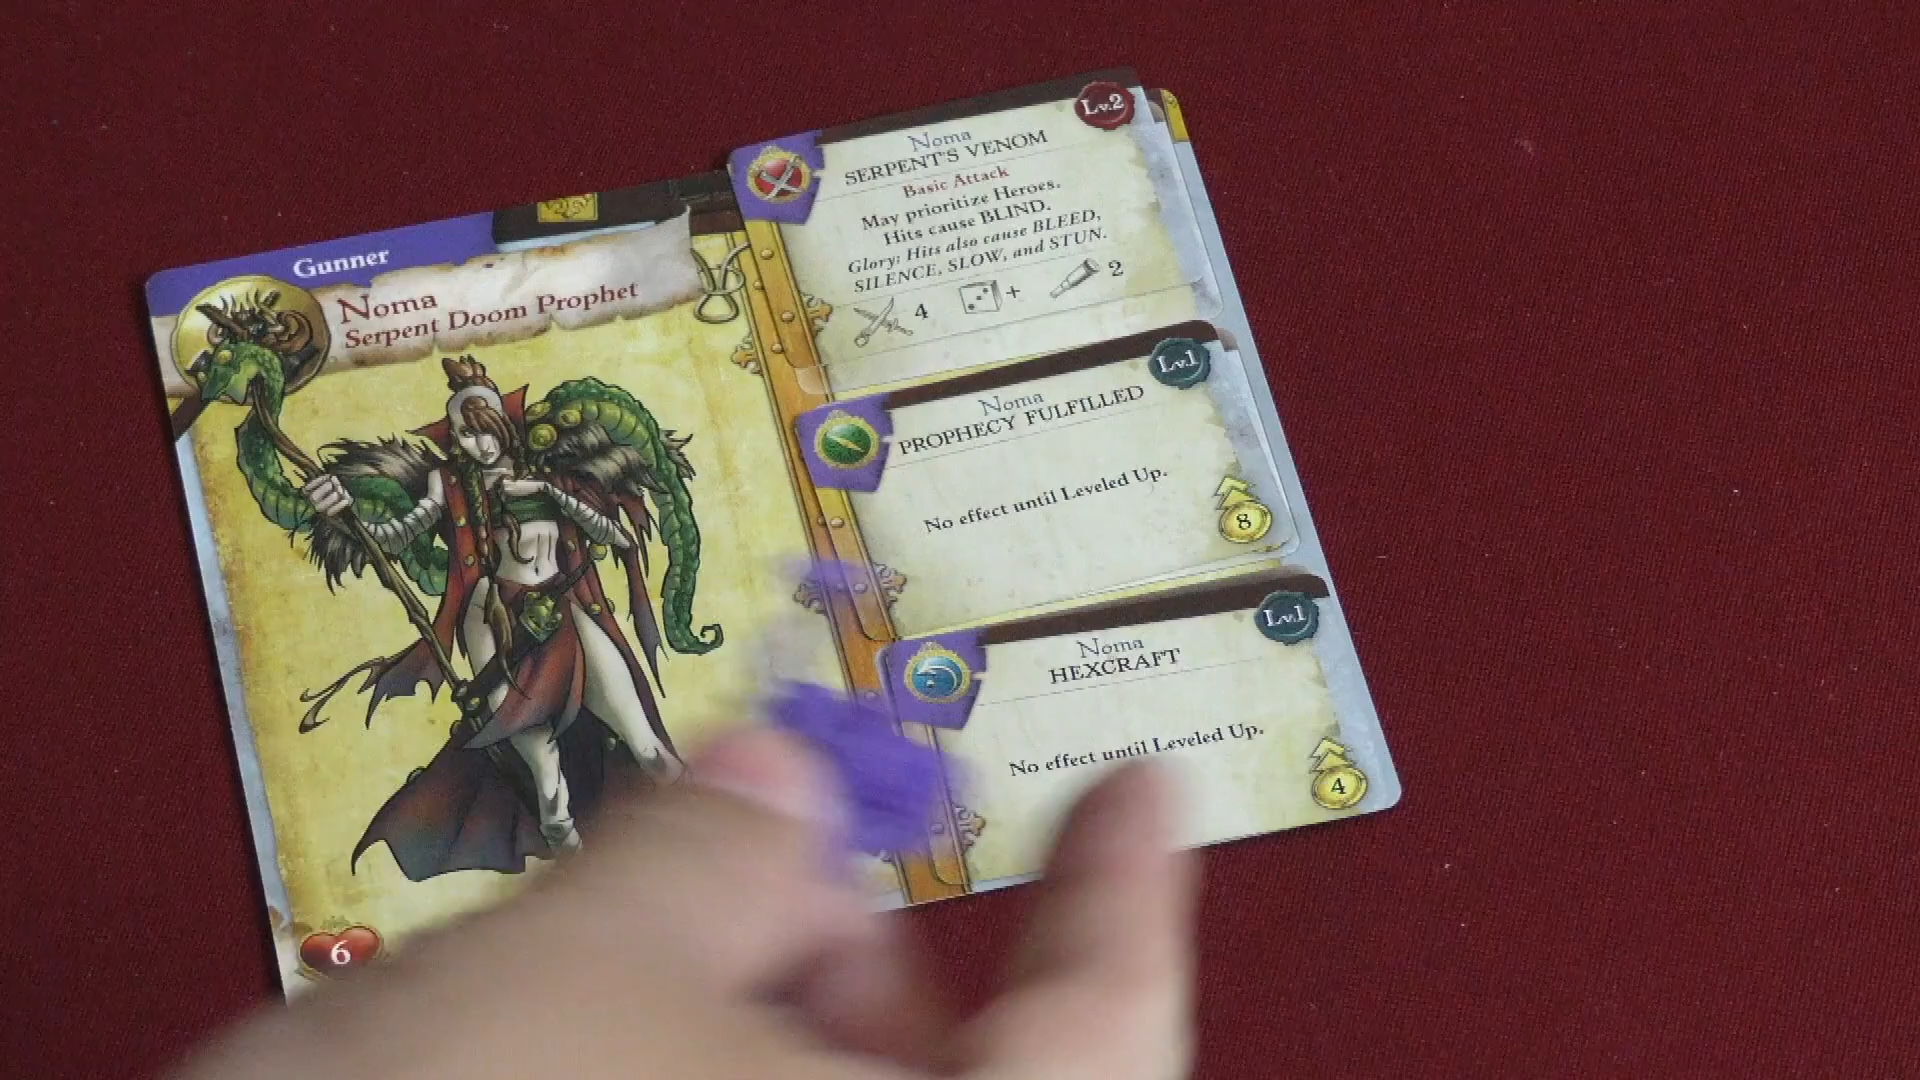 Gunner
Noma
Serpent Doom Prophet
6
Lv.2
Noma
SERPENT'S VENOM
Basic Attack
May prioritize Heroes.
Hits cause BLIND.
Glory: Hits also cause BLEED,
SILENCE, SLOW, and STUN.
4 + 2
Lv.1
Noma
PROPHECY FULFILLED
No effect until Leveled Up.
8
Lv.1
Noma
HEXCRAFT
No effect until Leveled Up.
4